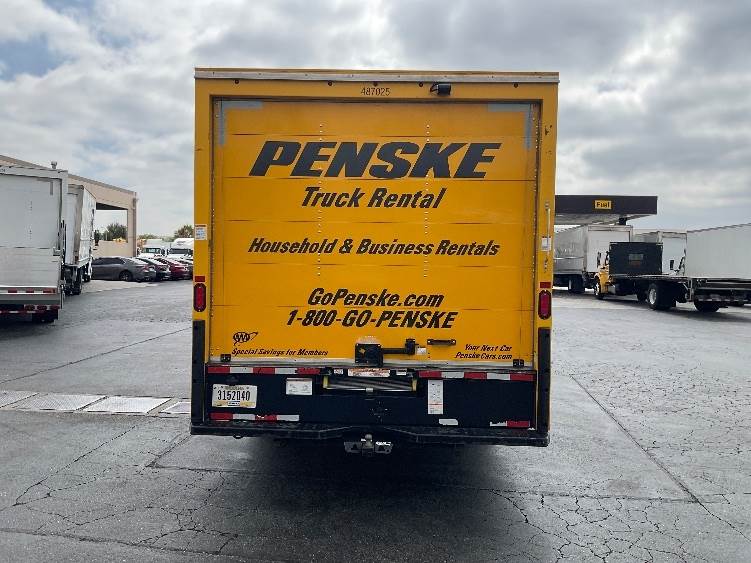 487025
PENSKE
Truck Rental
Household & Business Rentals
GoPenske.com
1-800-GO-PENSKE
AAA
Special Savings for Members
Your Next Car
PenskeCars.com
3152040
Fuel